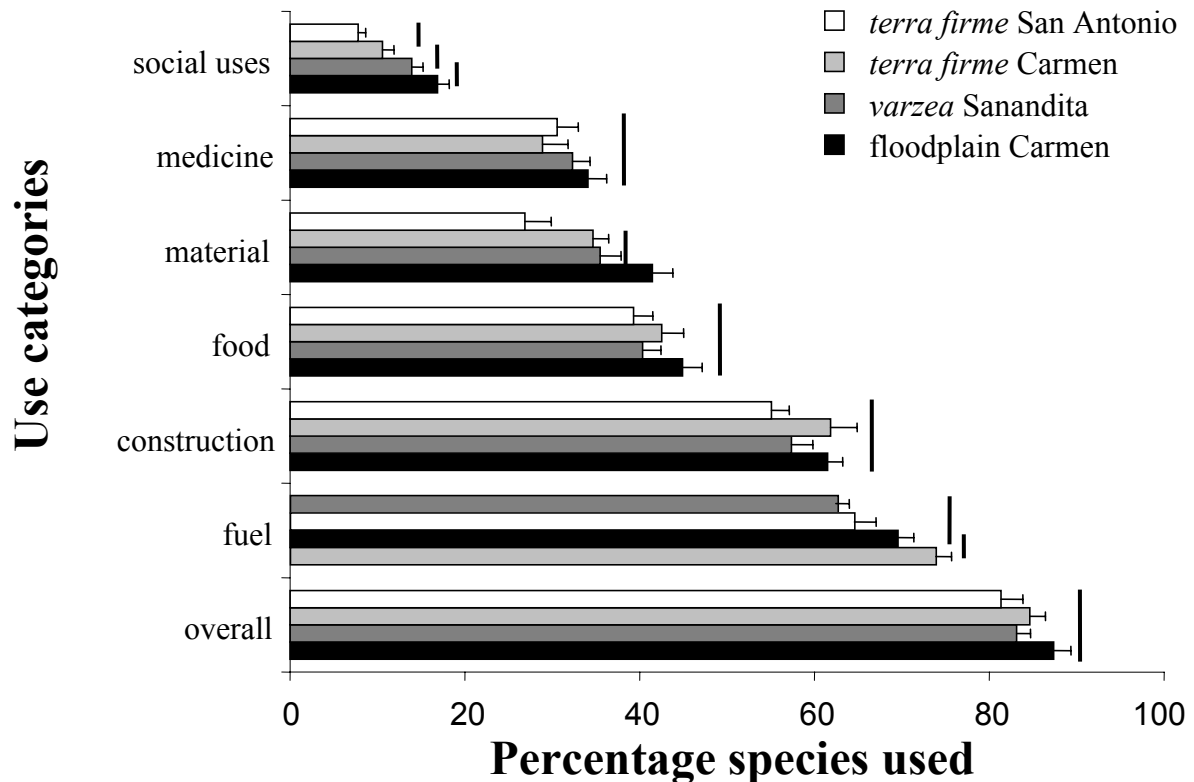 terra firme San Antonio
terra firme Carmen
varzea Sanandita
floodplain Carmen
Use categories
social uses
medicine
material
food
construction
fuel
overall
0 20 40 60 80 100
Percentage species used